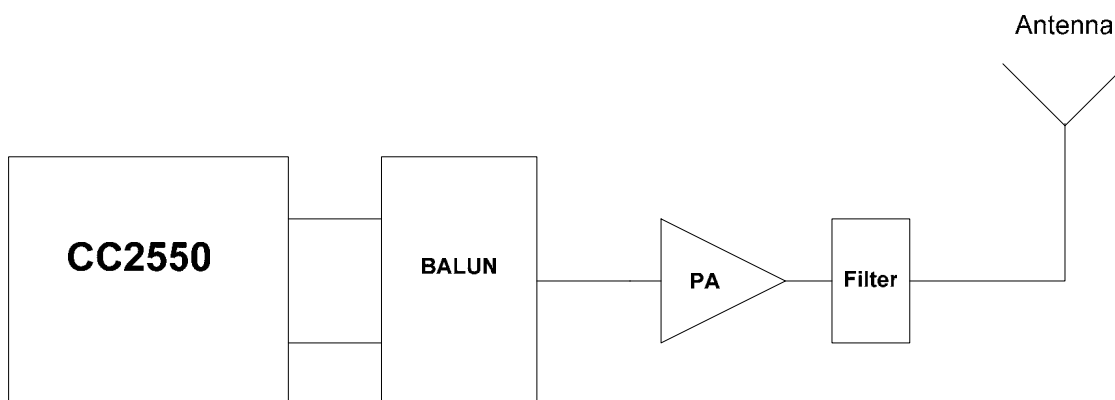 Antenna
CC2550
BALUN
PA
Filter